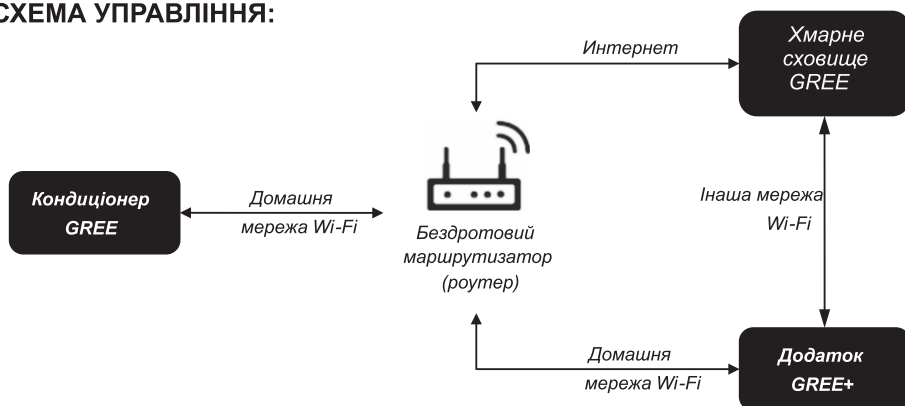 СХЕМА УПРАВЛІННЯ:
Интернет
Хмарне
сховище
GREE
Кондиціонер
GREE
Домашня
мережа Wi-Fi
Бездротовий
маршрутизатор
(роутер)
Інаша мережа
Wi-Fi
Домашня
мережа Wi-Fi
Додаток
GREE+